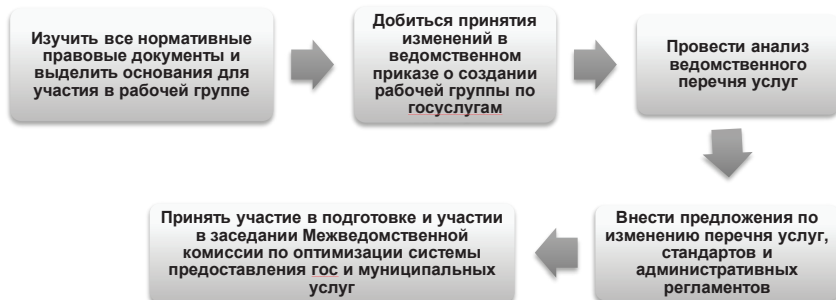 Изучить все нормативные
правовые документы и
выделить основания для
участия в рабочей группе
Добиться принятия
изменений в
ведомственном
приказе о создании
рабочей группы по
госуслугам
Провести анализ
ведомственного
перечня услуг
Внести предложения по
изменению перечня услуг,
стандартов и
административных
регламентов
Принять участие в подготовке и участии
в заседании Межведомственной
комиссии по оптимизации системы
предоставления гос и муниципальных
услуг